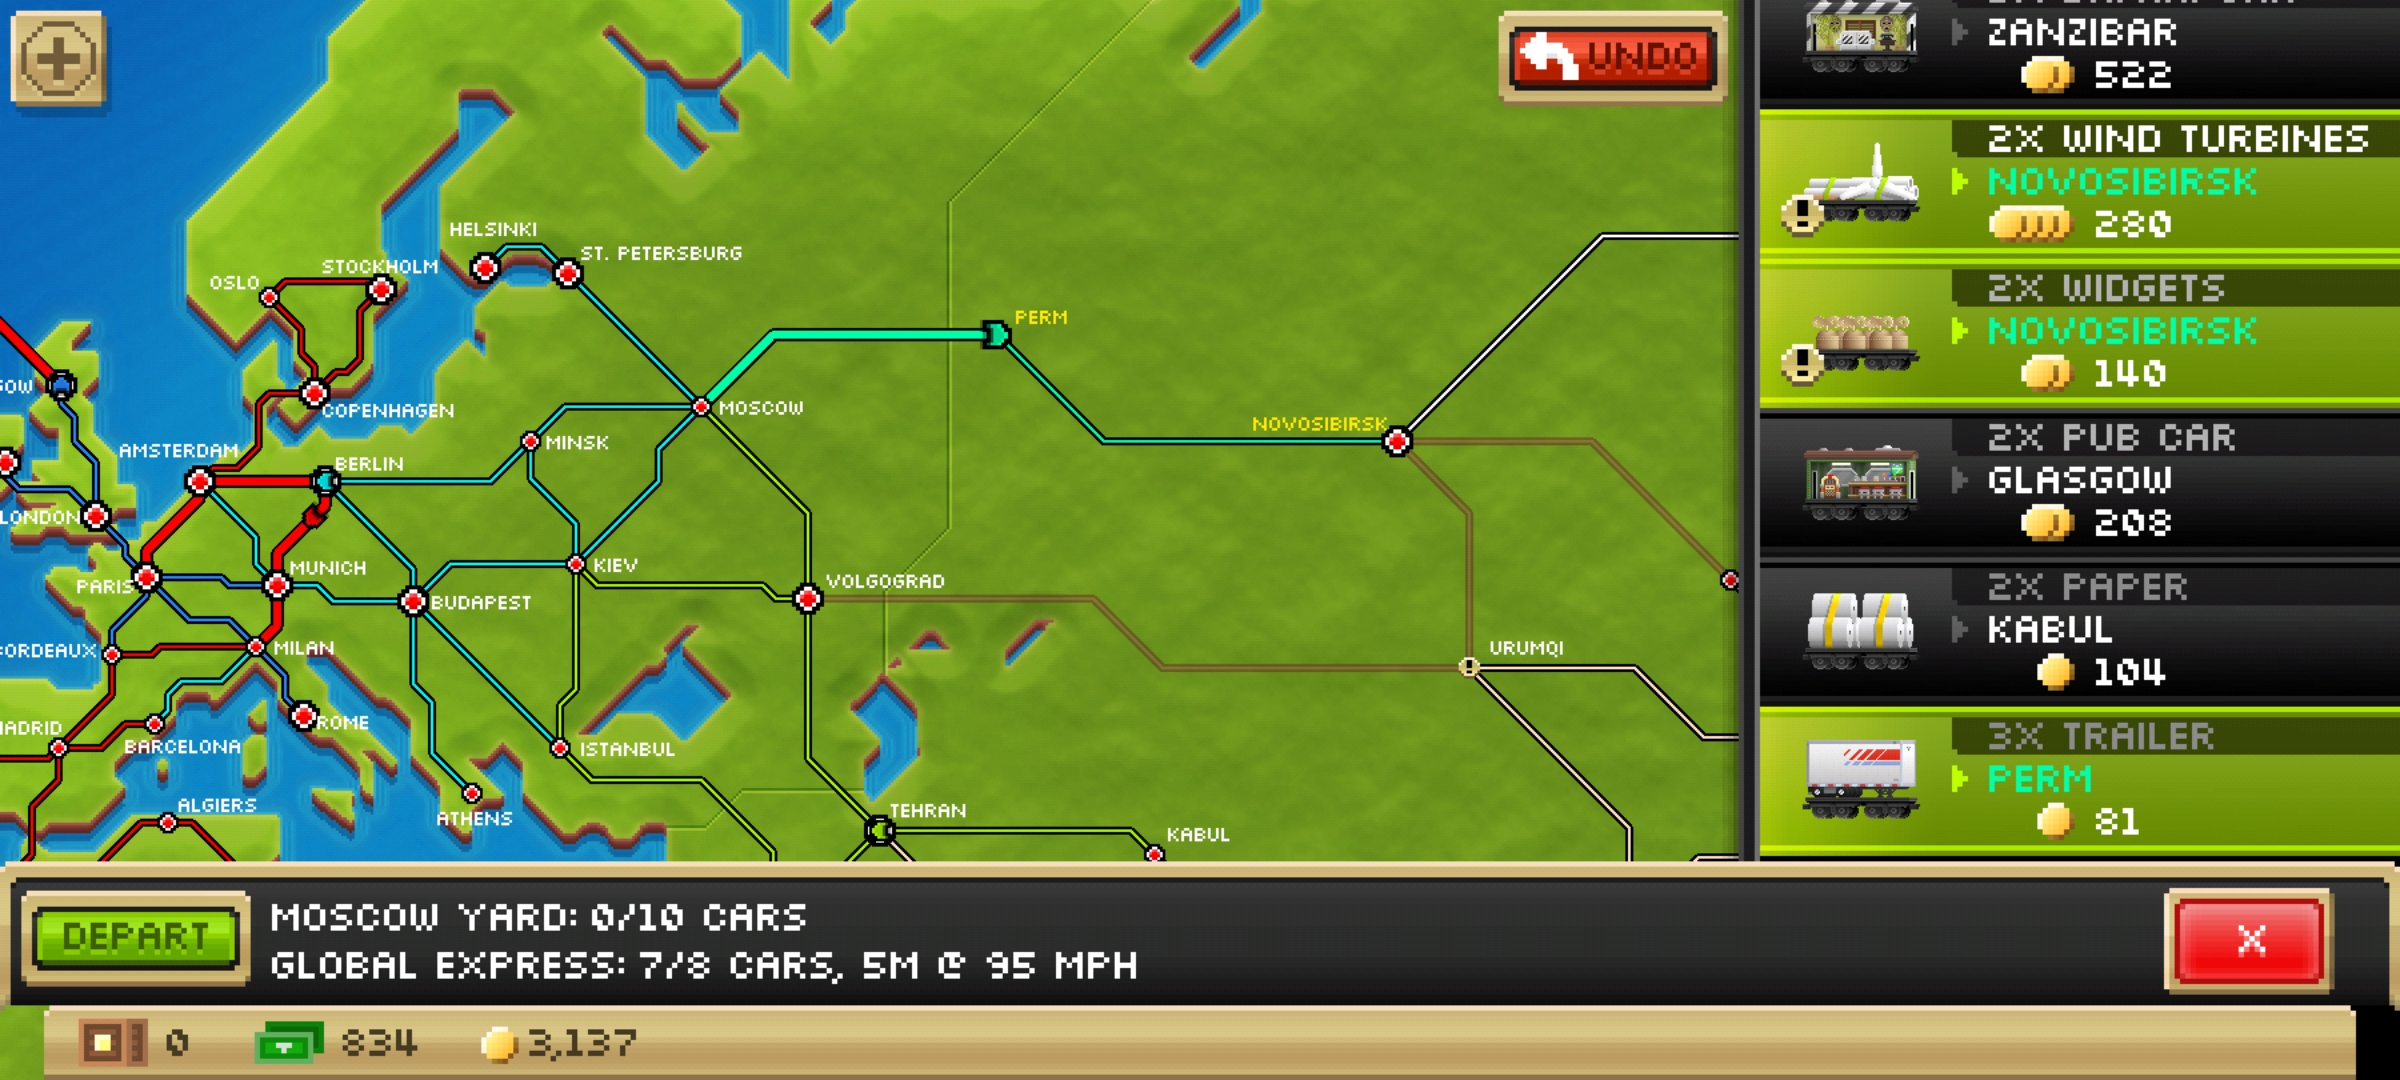 UNDO
ZANZIBAR
522
2X WIND TURBINES
NOVOSIBIRSK
280
2X WIDGETS
NOVOSIBIRSK
140
2X PUB CAR
GLASGOW
208
2X PAPER
KABUL
104
3X TRAILER
PERM
81
HELSINKI
ST. PETERSBURG
STOCKHOLM
OSLO
PERM
COPENHAGEN
MOSCOW
NOVOSIBIRSK
MINSK
AMSTERDAM
BERLIN
LONDON
MUNICH
KIEV
PARIS
VOLGOGRAD
BUDAPEST
MILAN
URUMQI
ROME
BARCELONA
ISTANBUL
ALGIERS
ATHENS
TEHRAN
KABUL
DEPART
MOSCOW YARD: 0/10 CARS
GLOBAL EXPRESS: 7/8 CARS, 5M @ 95 MPH
X
0
834
3,137